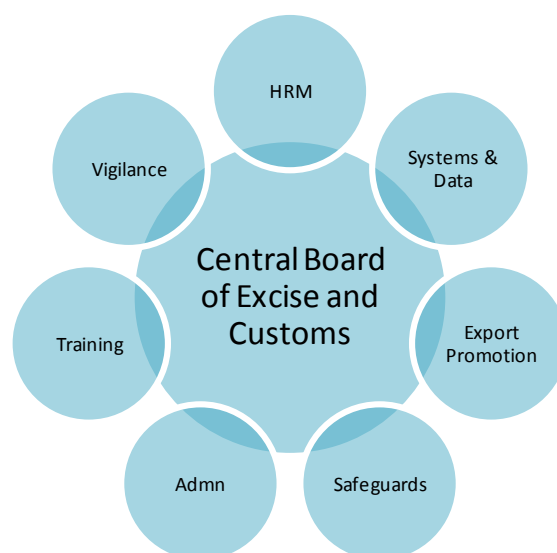 HRM
Systems &
Data
Export
Promotion
Safeguards
Admn
Training
Vigilance
Central Board
of Excise and
Customs